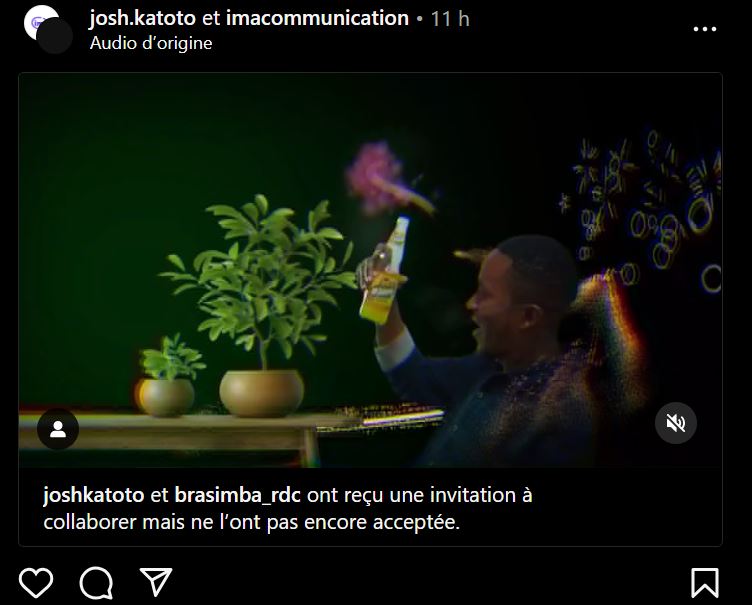 josh.katoto et imacommunication • 11 h
Audio d’origine
joshkatoto et brasimba_rdc ont reçu une invitation à
collaborer mais ne l’ont pas encore acceptée.